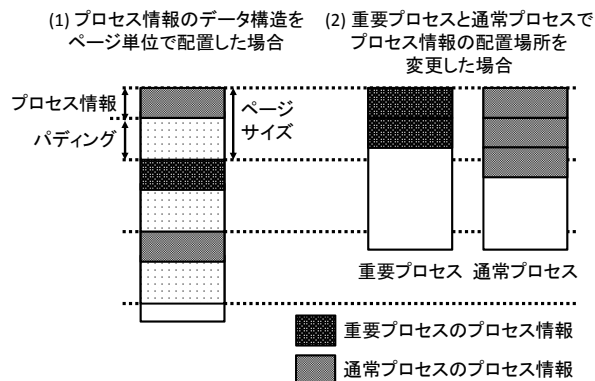 (1) プロセス情報のデータ構造を
ページ単位で配置した場合
(2) 重要プロセスと通常プロセスで
プロセス情報の配置場所を
変更した場合
プロセス情報
パディング
ページ
サイズ
重要プロセス
通常プロセス
重要プロセスのプロセス情報
通常プロセスのプロセス情報